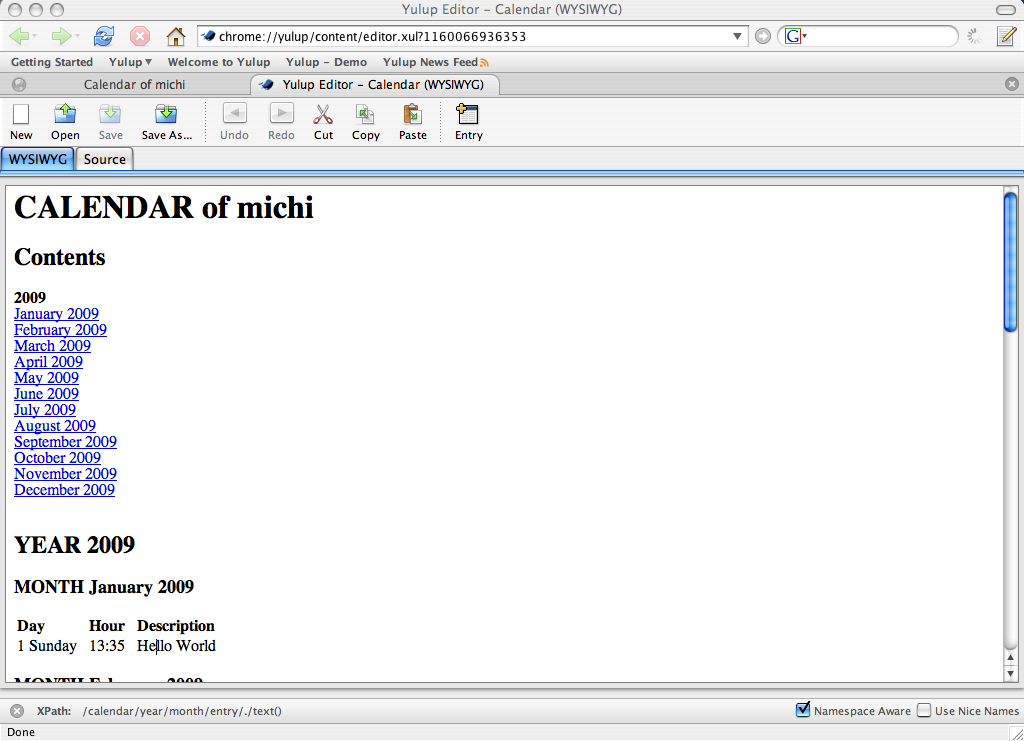 Yulup Editor – Calendar (WYSIWYG)
chrome://yulup/content/editor.xul?1160066936353
G
Getting Started Yulup Welcome to Yulup Yulup – Demo Yulup News Feed
Calendar of michi Yulup Editor – Calendar (WYSIWYG)
New Open Save Save As... Undo Redo Cut Copy Paste Entry
WYSIWYG Source
CALENDAR of michi
Contents
2009
January 2009
February 2009
March 2009
April 2009
May 2009
June 2009
July 2009
August 2009
September 2009
October 2009
November 2009
December 2009
YEAR 2009
MONTH January 2009
Day Hour Description
1 Sunday 13:35 Hello World
MONTH February 2009
XPath: /calendar/year/month/entry/./text() Namespace Aware Use Nice Names
Done